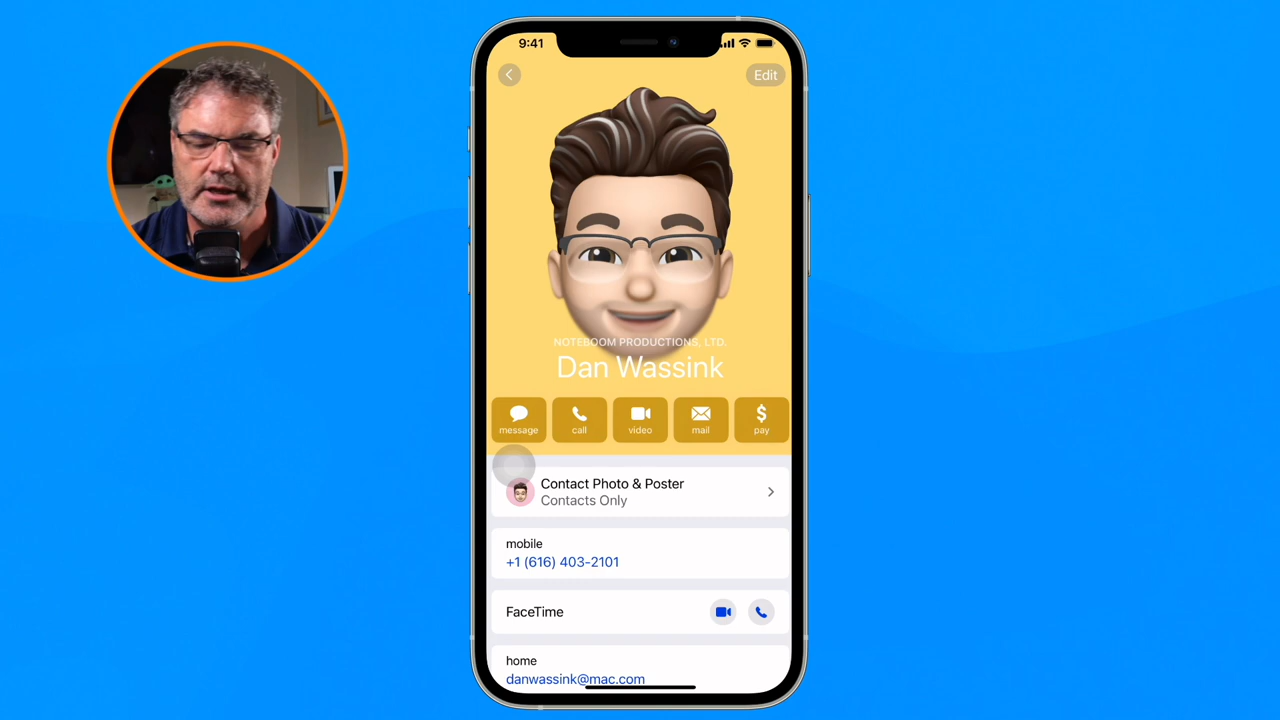 9:41
Edit
NOTEBOOM PRODUCTIONS, LTD.
Dan Wassink
message call video mail pay
Contact Photo & Poster
Contacts Only
mobile
+1 (616) 403-2101
FaceTime
home
danwassink@mac.com